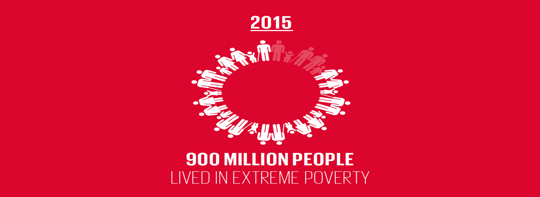 2015
900 MILLION PEOPLE
LIVED IN EXTREME POVERTY